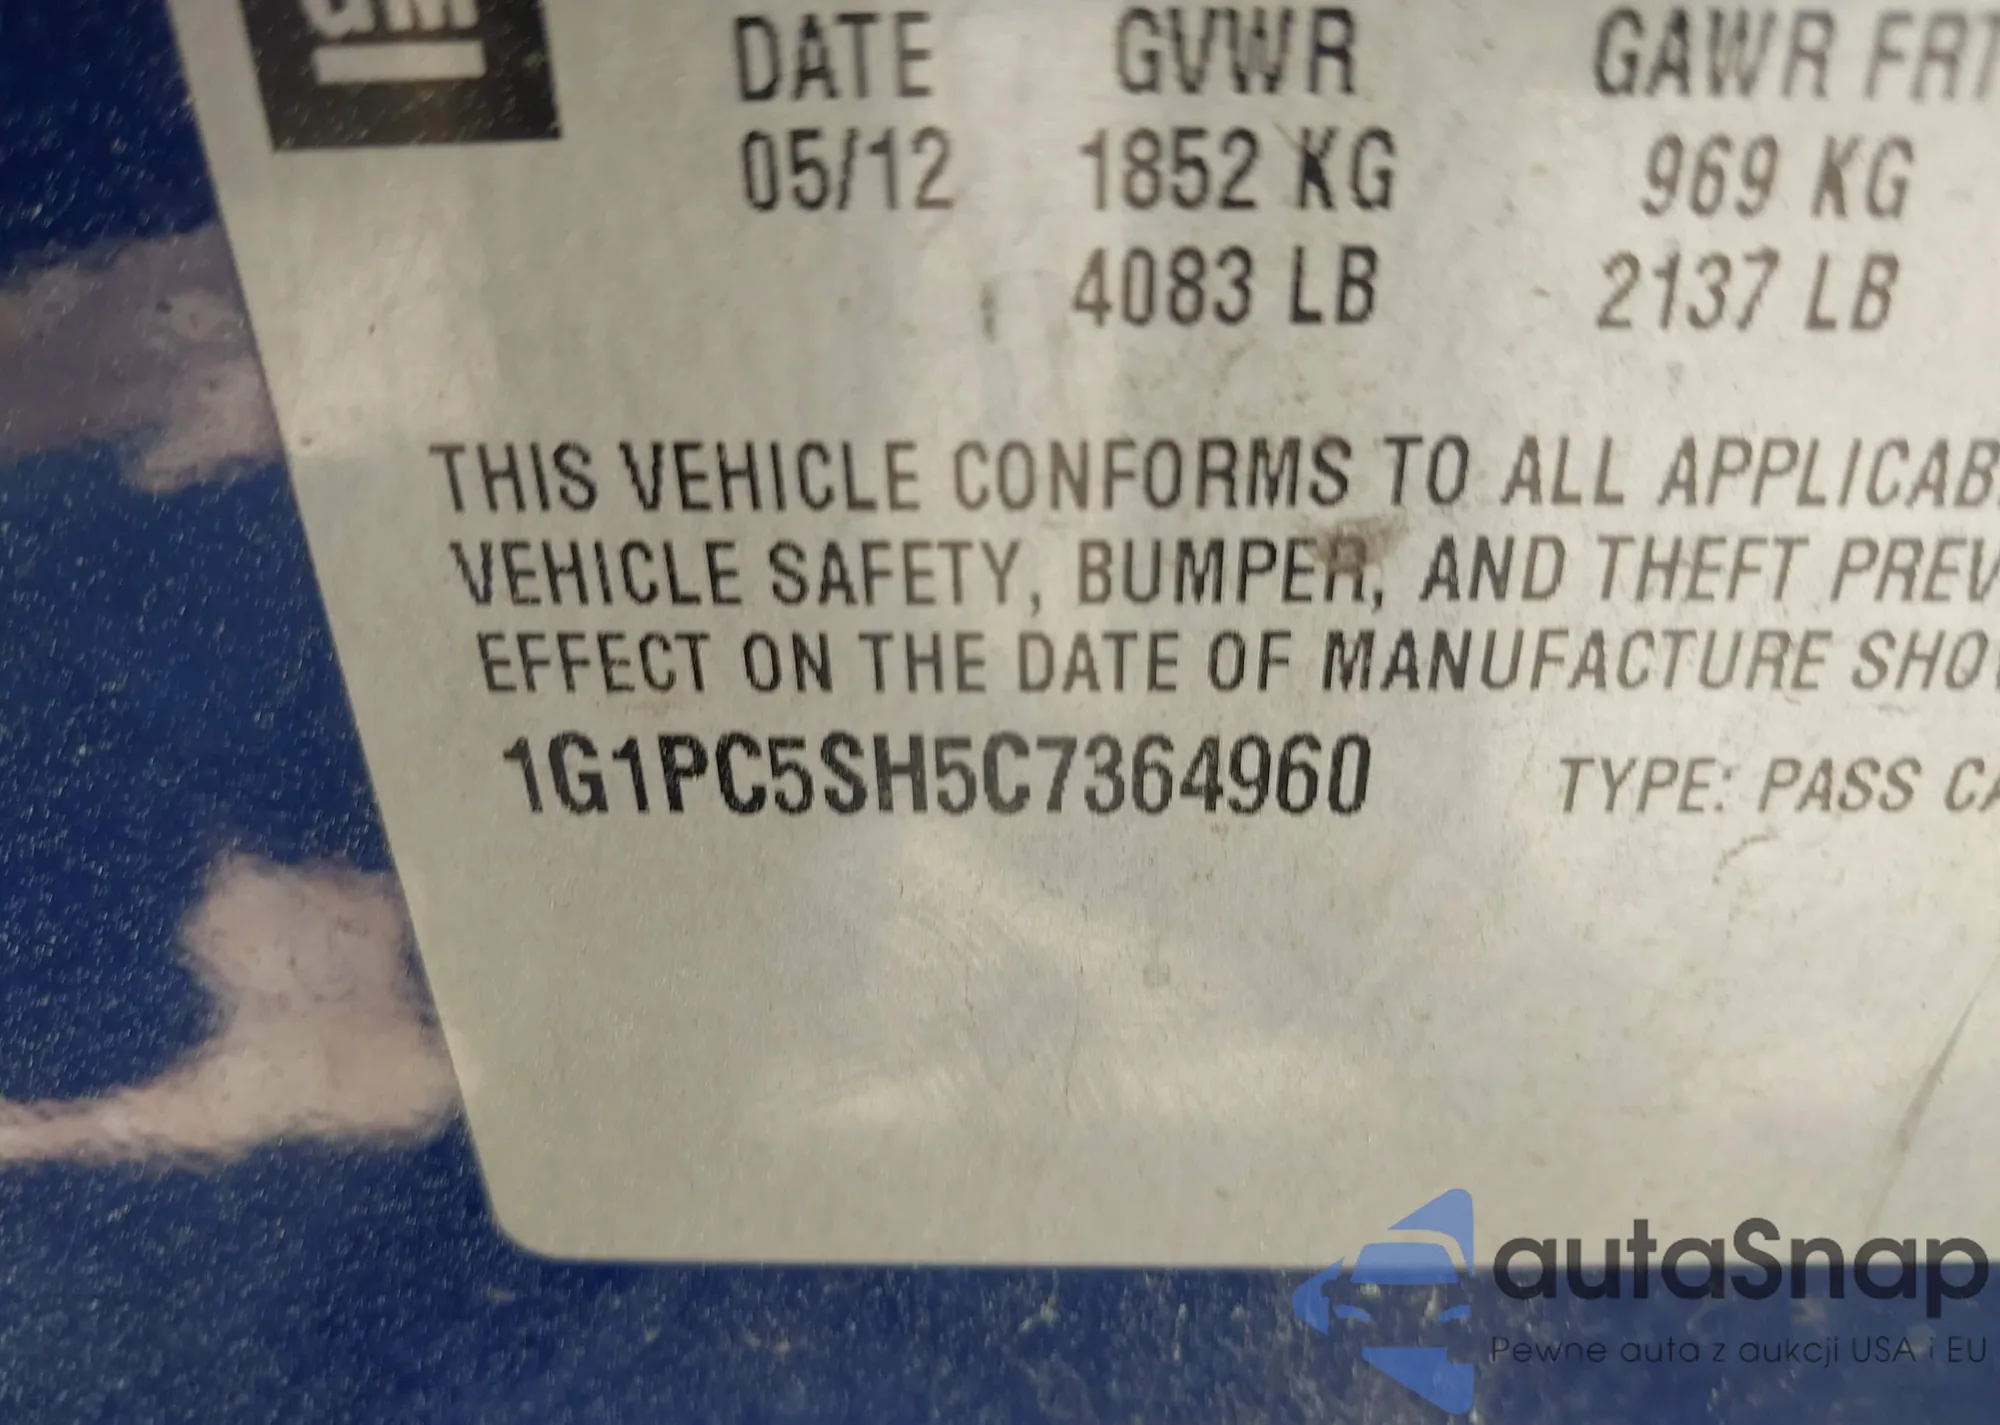 GM
DATE GVWR GAWR FRT
05/12 1852 KG 969 KG
4083 LB 2137 LB
THIS VEHICLE CONFORMS TO ALL APPLICAB
VEHICLE SAFETY, BUMPER, AND THEFT PREV
EFFECT ON THE DATE OF MANUFACTURE SHO
1G1PC5SH5C7364960 TYPE: PASS CA
autaSnap
Pewne auta z aukcji USA i EU